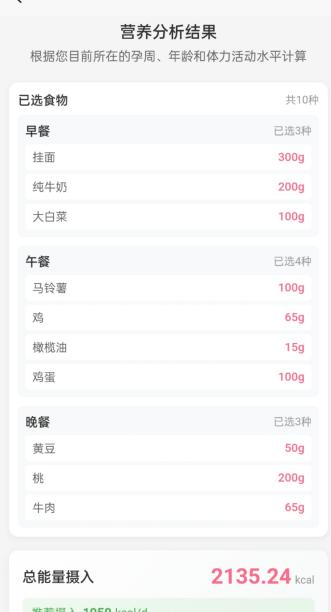 营养分析结果
根据您目前所在的孕周、年龄和体力活动水平计算
已选食物 共10种
早餐 已选3种
挂面 300g
纯牛奶 200g
大白菜 100g
午餐 已选4种
马铃薯 100g
鸡 65g
橄榄油 15g
鸡蛋 100g
晚餐 已选3种
黄豆 50g
桃 200g
牛肉 65g
总能量摄入 2135.24 kcal
推荐摄入 1950 kcal/d